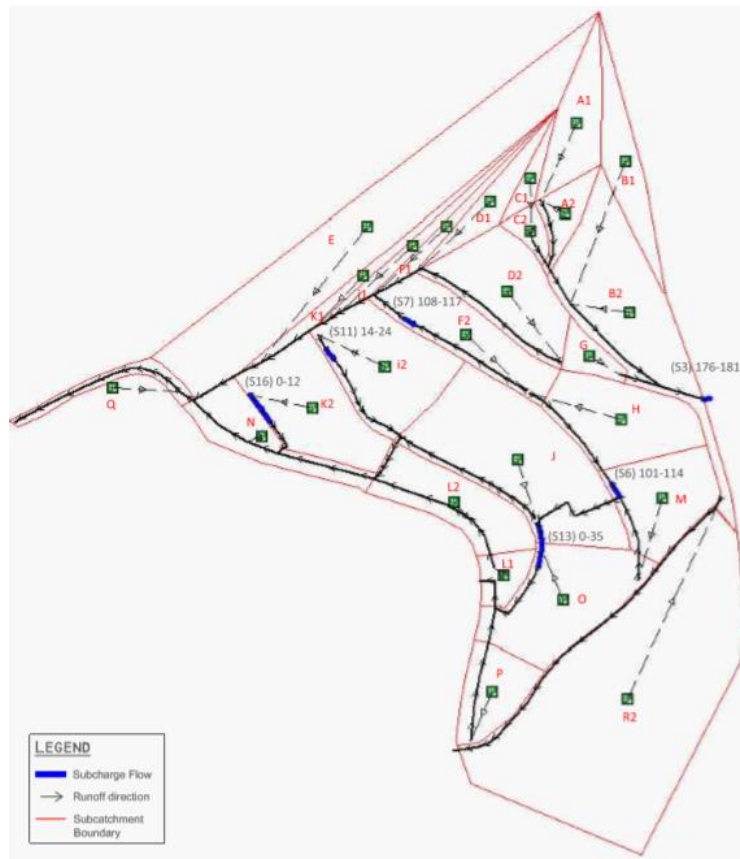 A1
B1
C1
A2
E
D1
C2
F1
I1
D2
B2
(S7) 108-117
K1
F2
(S11) 14-24
G
(S3) 176-181
i2
(S16) 0-12
Q
K2
H
N
J
(S6) 101-114
L2
M
(S13) 0-35
L1
O
P
R2
LEGEND
Subcharge Flow
Runoff direction
Subcatchment
Boundary